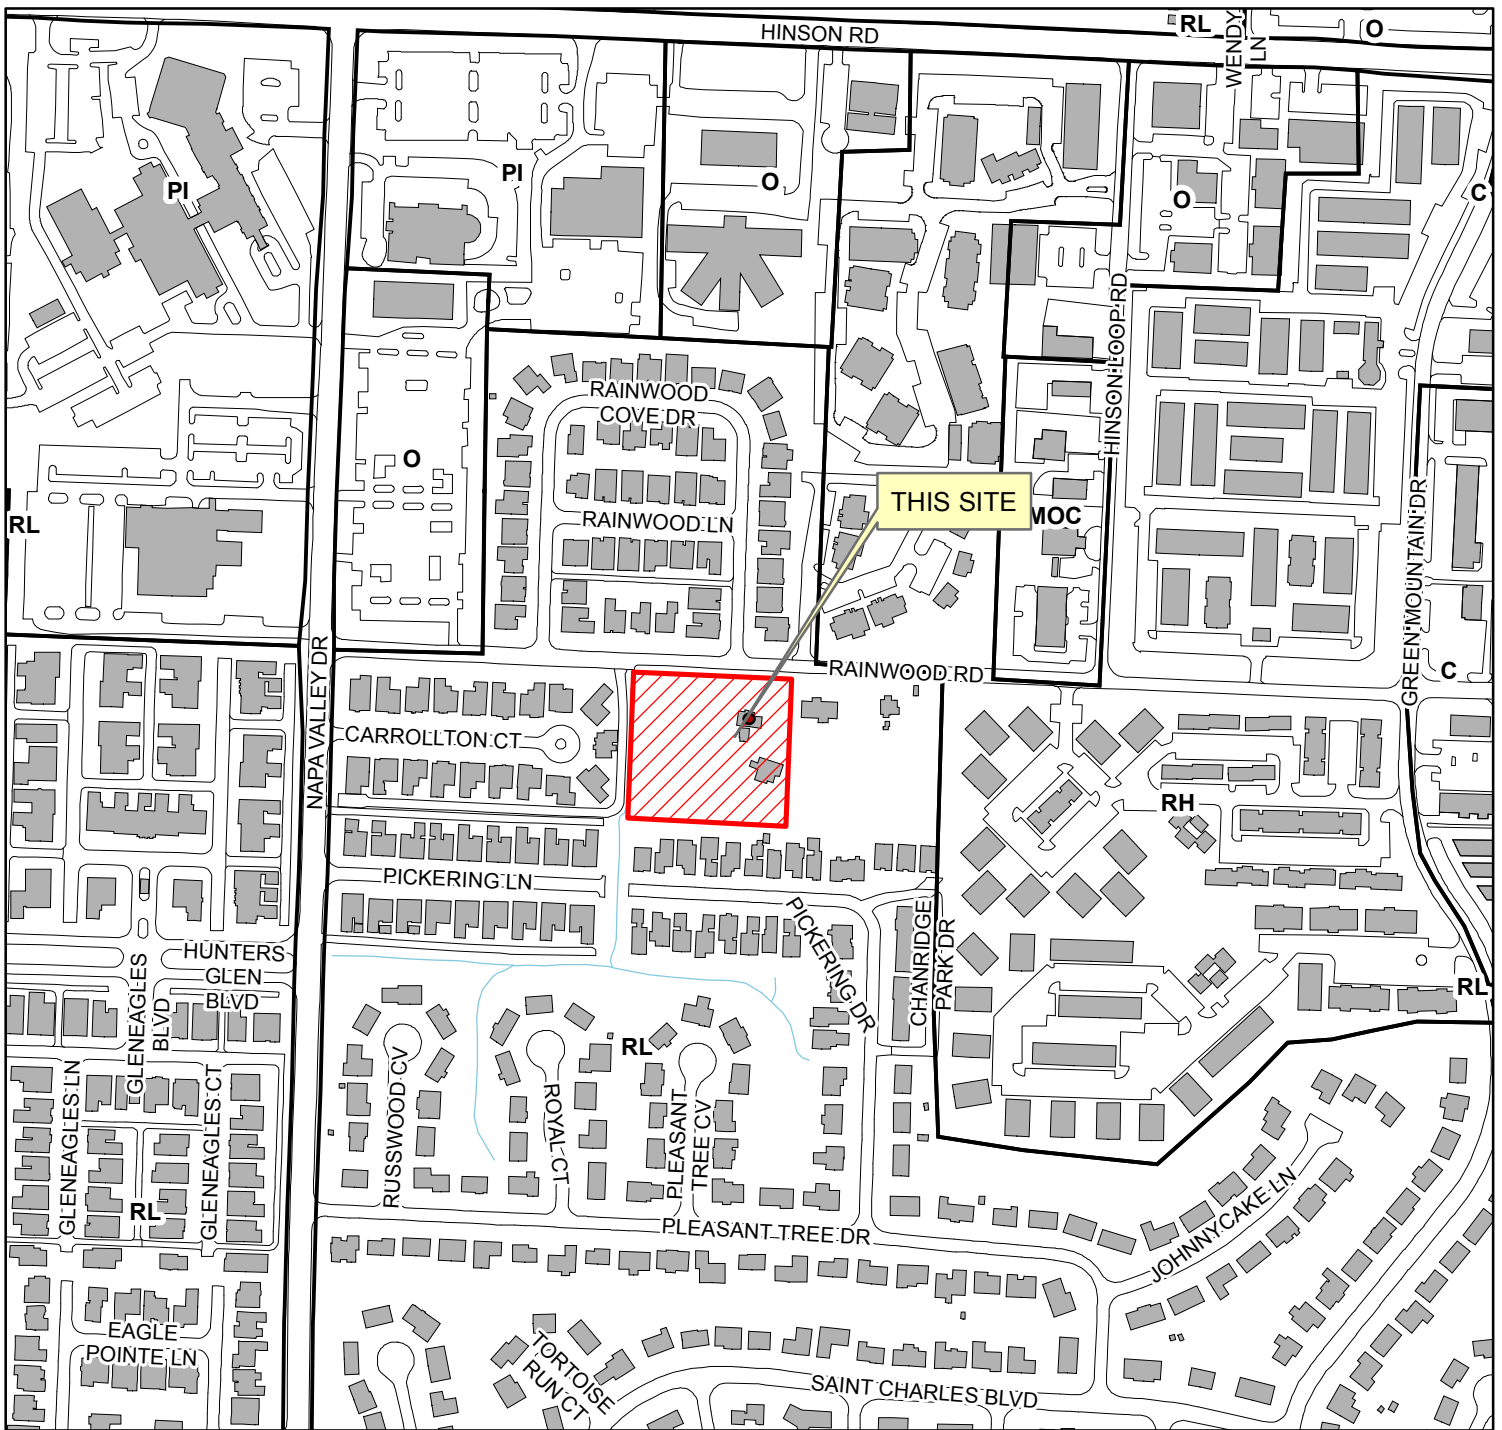 HINSON RD
RL
WENDY
LN
O
PI
PI
O
O
C
HINSON LOOP RD
RAINWOOD
COVE DR
O
RL
RAINWOOD LN
THIS SITE
MOC
GREEN MOUNTAIN DR
NAPA VALLEY DR
RAINWOOD RD
C
CARROLLTON CT
RH
PICKERING LN
PICKERING DR
CHANRIDGE
PARK DR
HUNTERS
GLEN
BLVD
GLENEAGLES
BLVD
RL
RL
GLENEAGLES LN
GLENEAGLES CT
RUSSWOOD CV
ROYAL CT
PLEASANT
TREE CV
RL
PLEASANT TREE DR
JOHNNYCAKE LN
EAGLE
POINTE LN
TORTOISE
RUN CT
SAINT CHARLES BLVD